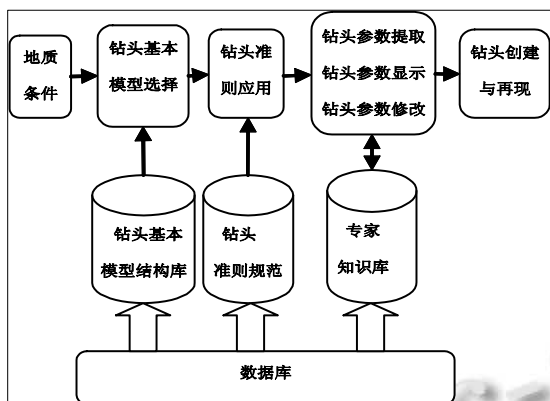 地质
条件
钻头基本
模型选择
钻头准
则应用
钻头参数提取
钻头参数显示
钻头参数修改
钻头创建
与再现
钻头基本
模型结构库
钻头
准则规范
专家
知识库
数据库